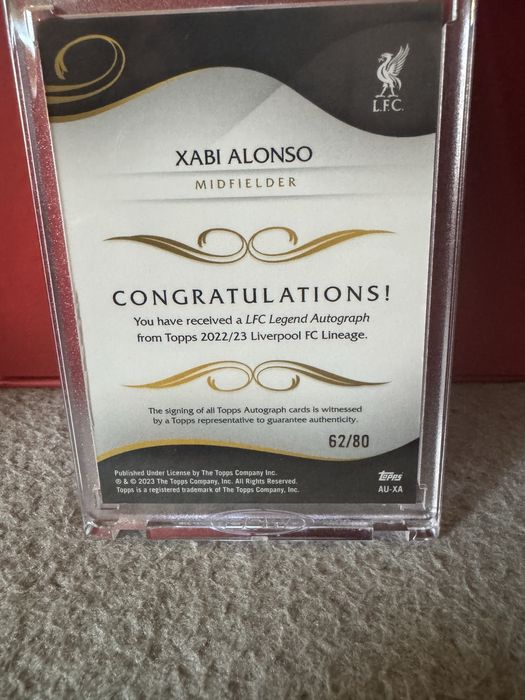 L.F.C.
XABI ALONSO
MIDFIELDER
CONGRATULATIONS!
You have received a LFC Legend Autograph
from Topps 2022/23 Liverpool FC Lineage.
The signing of all Topps Autograph cards is witnessed
by a Topps representative to guarantee authenticity.
62/80
Published Under License by The Topps Company Inc.
® & © 2023 The Topps Company, Inc. All Rights Reserved.
Topps is a registered trademark of The Topps Company, Inc.
topps
AU-XA